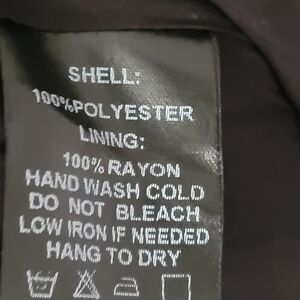 SHELL:
100%POLYESTER
LINING:
100%RAYON
HAND WASH COLD
DO NOT BLEACH
LOW IRON IF NEEDED
HANG TO DRY